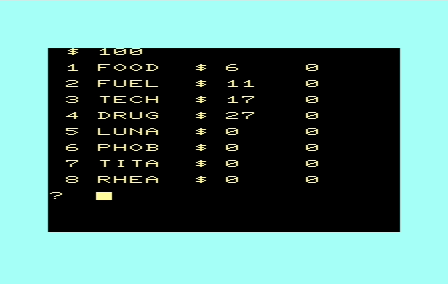 $ 100
1 FOOD $ 6 0
2 FUEL $ 11 0
3 TECH $ 17 0
4 DRUG $ 27 0
5 LUNA $ 0 0
6 PHOB $ 0 0
7 TITA $ 0 0
8 RHEA $ 0 0
?